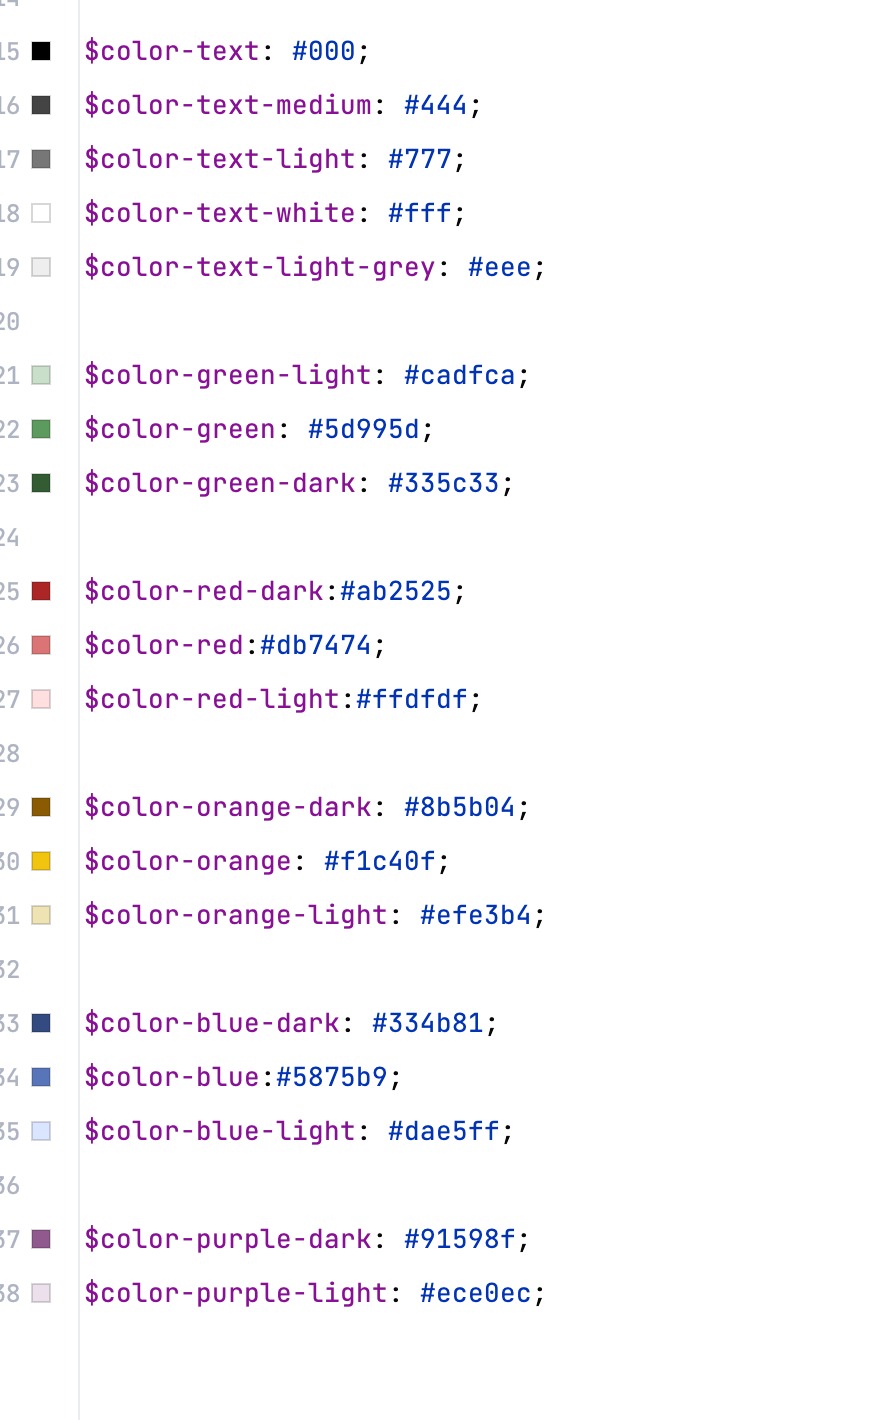 15 $color-text: #000;
16 $color-text-medium: #444;
17 $color-text-light: #777;
18 $color-text-white: #fff;
19 $color-text-light-grey: #eee;
20
21 $color-green-light: #cadfca;
22 $color-green: #5d995d;
23 $color-green-dark: #335c33;
24
25 $color-red-dark:#ab2525;
26 $color-red:#db7474;
27 $color-red-light:#ffdfdf;
28
29 $color-orange-dark: #8b5b04;
30 $color-orange: #f1c40f;
31 $color-orange-light: #efe3b4;
32
33 $color-blue-dark: #334b81;
34 $color-blue:#5875b9;
35 $color-blue-light: #dae5ff;
36
37 $color-purple-dark: #91598f;
38 $color-purple-light: #ece0ec;